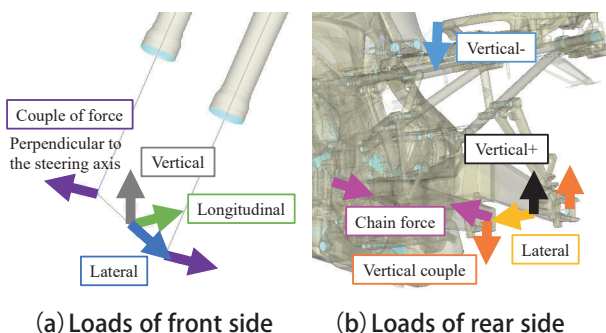 Couple of force
Perpendicular to
the steering axis
Vertical
Longitudinal
Lateral
(a) Loads of front side
Vertical-
Vertical+
Chain force
Lateral
Vertical couple
(b) Loads of rear side